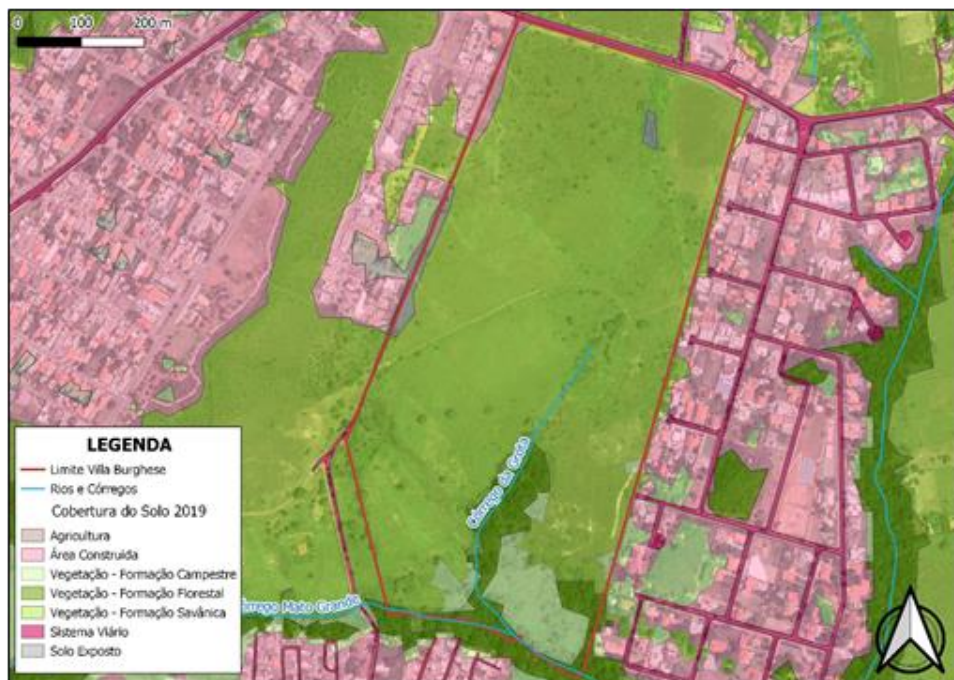 0 100 200 m
Córrego da Grota
Córrego Mato Grande
LEGENDA
Limite Villa Burghese
Rios e Córregos
Cobertura do Solo 2019
Agricultura
Área Construída
Vegetação - Formação Campestre
Vegetação - Formação Florestal
Vegetação - Formação Savânica
Sistema Viário
Solo Exposto